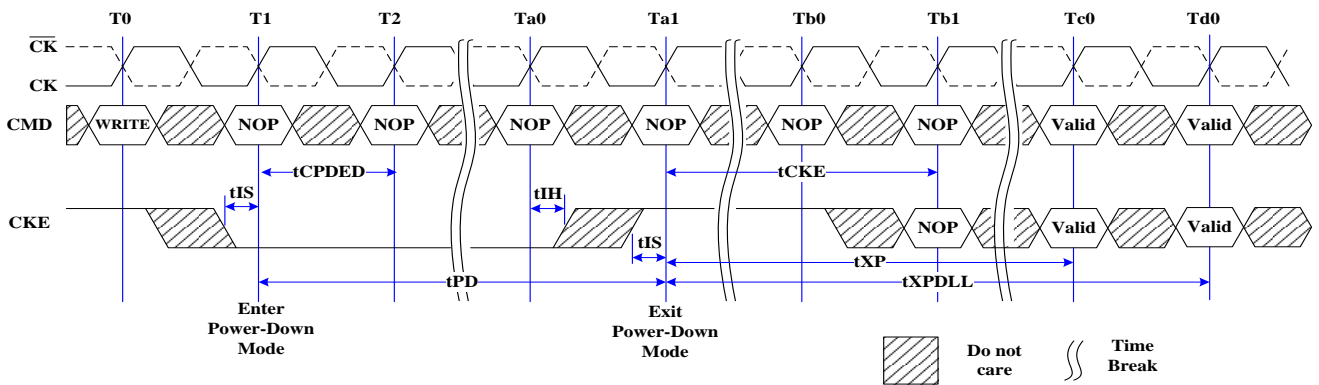 T0 T1 T2 Ta0 Ta1 Tb0 Tb1 Tc0 Td0
CK
CK
CMD WRITE NOP NOP NOP NOP NOP NOP Valid Valid
tCPDED tCKE
tIS tIH
CKE NOP Valid Valid
tIS
tXP
tPD tXPDLL
Enter
Power-Down
Mode
Exit
Power-Down
Mode
Do not
care
Time
Break